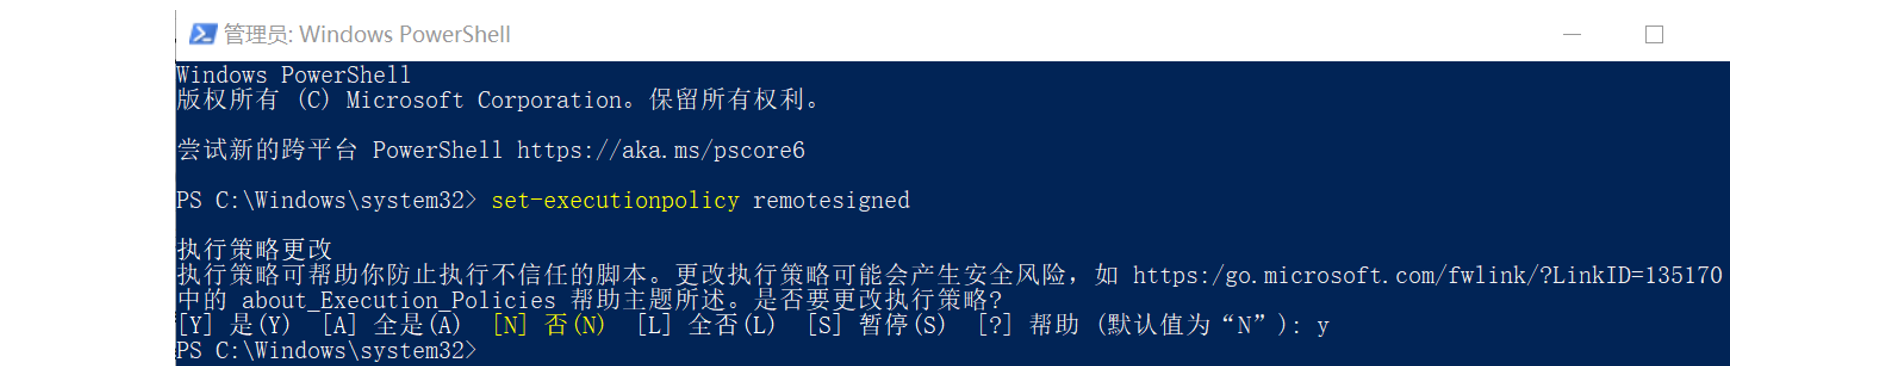 管理员: Windows PowerShell
Windows PowerShell
版权所有 (C) Microsoft Corporation。保留所有权利。
尝试新的跨平台 PowerShell https://aka.ms/pscore6
PS C:\Windows\system32> set-executionpolicy remotesigned
执行策略更改
执行策略可帮助你防止执行不信任的脚本。更改执行策略可能会产生安全风险，如 https:/go.microsoft.com/fwlink/?LinkID=135170
中的 about_Execution_Policies 帮助主题所述。是否要更改执行策略?
[Y] 是(Y)  [A] 全是(A)  [N] 否(N)  [L] 全否(L)  [S] 暂停(S)  [?] 帮助 (默认值为“N”): y
PS C:\Windows\system32>